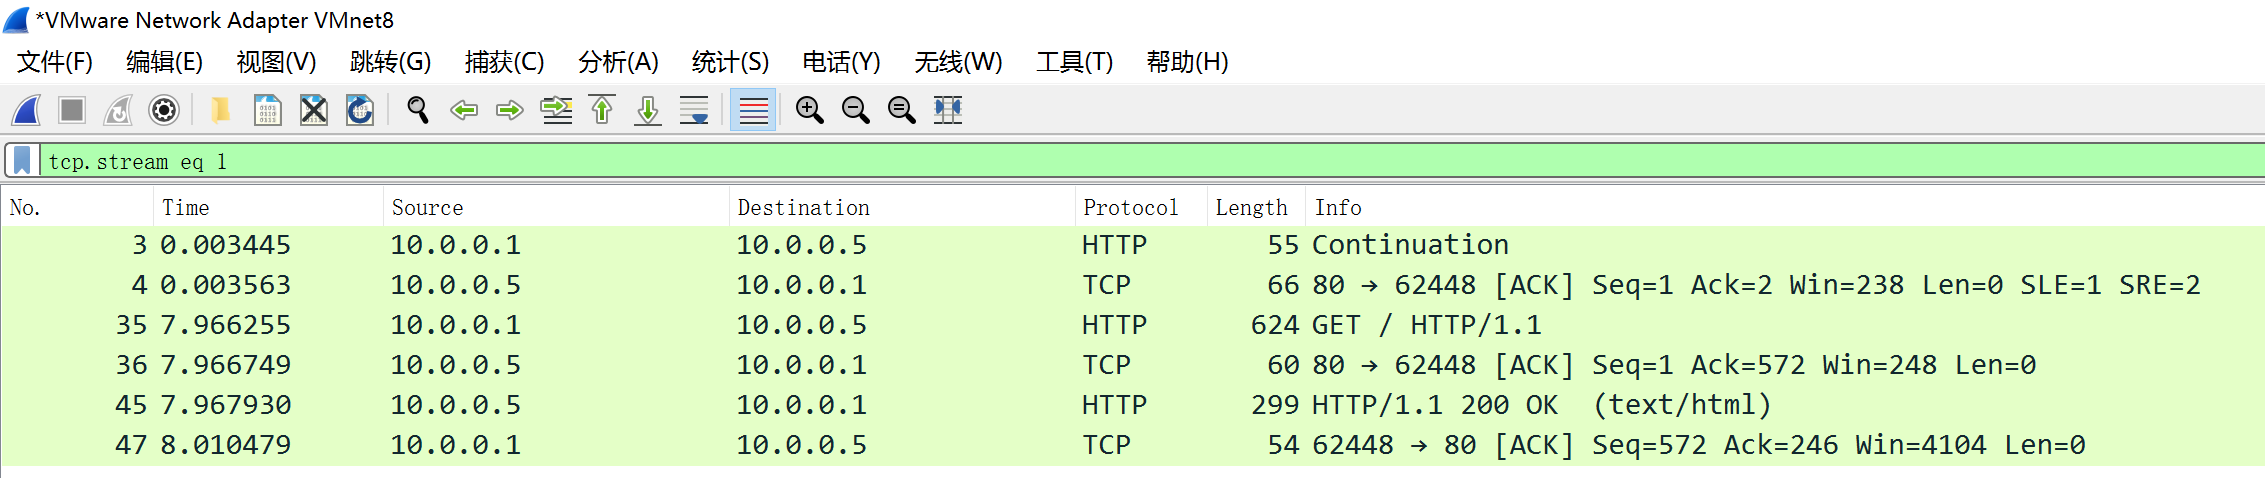 *VMware Network Adapter VMnet8
文件(F) 编辑(E) 视图(V) 跳转(G) 捕获(C) 分析(A) 统计(S) 电话(Y) 无线(W) 工具(T) 帮助(H)
tcp.stream eq 1
No. Time Source Destination Protocol Length Info
3 0.003445 10.0.0.1 10.0.0.5 HTTP 55 Continuation
4 0.003563 10.0.0.5 10.0.0.1 TCP 66 80 → 62448 [ACK] Seq=1 Ack=2 Win=238 Len=0 SLE=1 SRE=2
35 7.966255 10.0.0.1 10.0.0.5 HTTP 624 GET / HTTP/1.1
36 7.966749 10.0.0.5 10.0.0.1 TCP 60 80 → 62448 [ACK] Seq=1 Ack=572 Win=248 Len=0
45 7.967930 10.0.0.5 10.0.0.1 HTTP 299 HTTP/1.1 200 OK  (text/html)
47 8.010479 10.0.0.1 10.0.0.5 TCP 54 62448 → 80 [ACK] Seq=572 Ack=246 Win=4104 Len=0